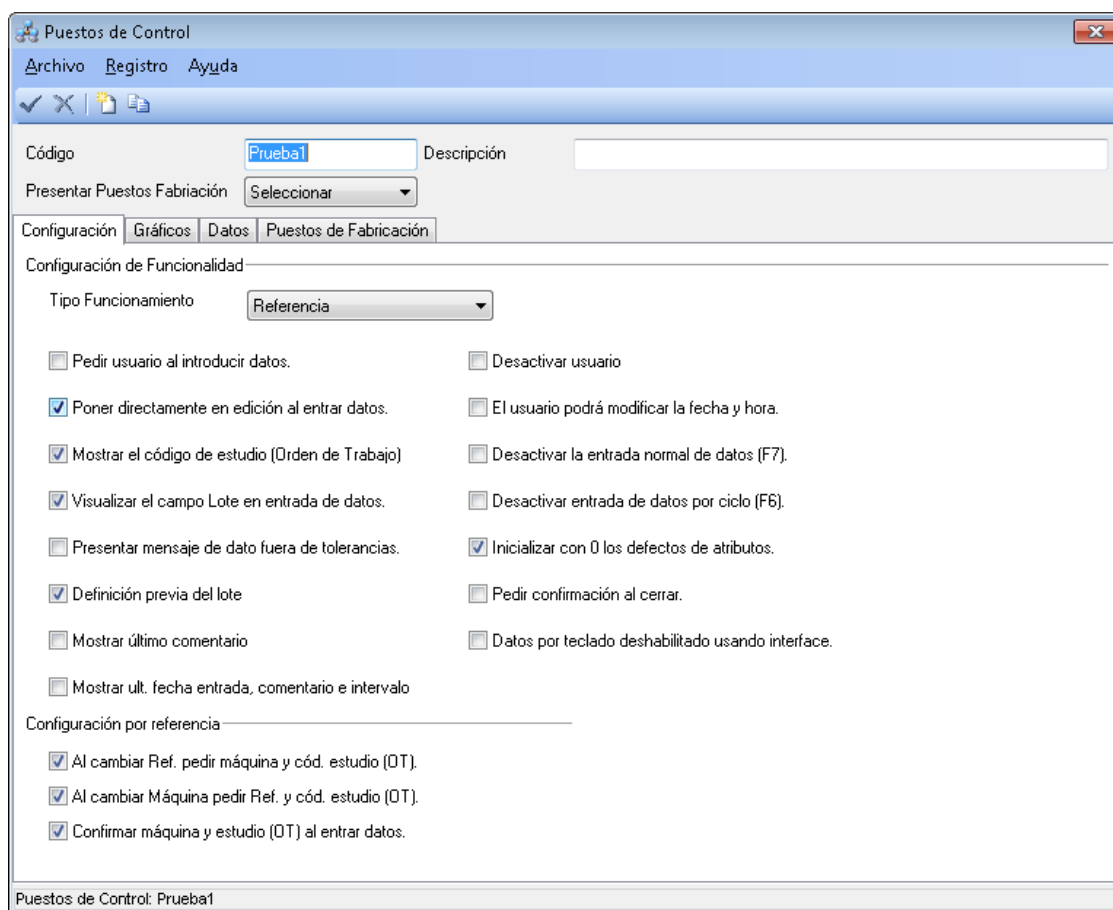 Puestos de Control
Archivo Registro Ayuda
Código Prueba1 Descripción
Presentar Puestos Fabriación Seleccionar
Configuración Gráficos Datos Puestos de Fabricación
Configuración de Funcionalidad
Tipo Funcionamiento Referencia
Pedir usuario al introducir datos. Desactivar usuario
Poner directamente en edición al entrar datos. El usuario podrá modificar la fecha y hora.
Mostrar el código de estudio (Orden de Trabajo) Desactivar la entrada normal de datos (F7).
Visualizar el campo Lote en entrada de datos. Desactivar entrada de datos por ciclo (F6).
Presentar mensaje de dato fuera de tolerancias. Inicializar con 0 los defectos de atributos.
Definición previa del lote Pedir confirmación al cerrar.
Mostrar último comentario Datos por teclado deshabilitado usando interface.
Mostrar ult. fecha entrada, comentario e intervalo
Configuración por referencia
Al cambiar Ref. pedir máquina y cód. estudio (OT).
Al cambiar Máquina pedir Ref. y cód. estudio (OT).
Confirmar máquina y estudio (OT) al entrar datos.
Puestos de Control: Prueba1